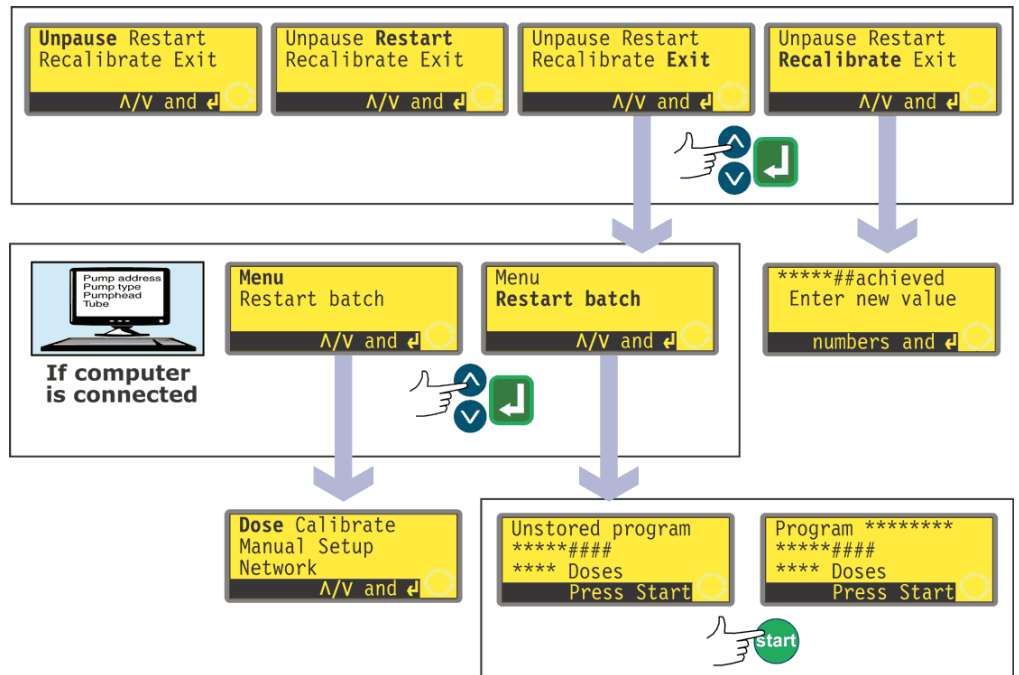 Unpause Restart
Recalibrate Exit
∧/∨ and ↲
Unpause Restart
Recalibrate Exit
∧/∨ and ↲
Unpause Restart
Recalibrate Exit
∧/∨ and ↲
Unpause Restart
Recalibrate Exit
∧/∨ and ↲
Pump address
Pump type
Pumphead
Tube
If computer
is connected
Menu
Restart batch
∧/∨ and ↲
Menu
Restart batch
∧/∨ and ↲
*****##achieved
Enter new value
numbers and ↲
Dose Calibrate
Manual Setup
Network
∧/∨ and ↲
Unstored program
*****####
**** Doses
Press Start
Program ********
*****####
**** Doses
Press Start
start